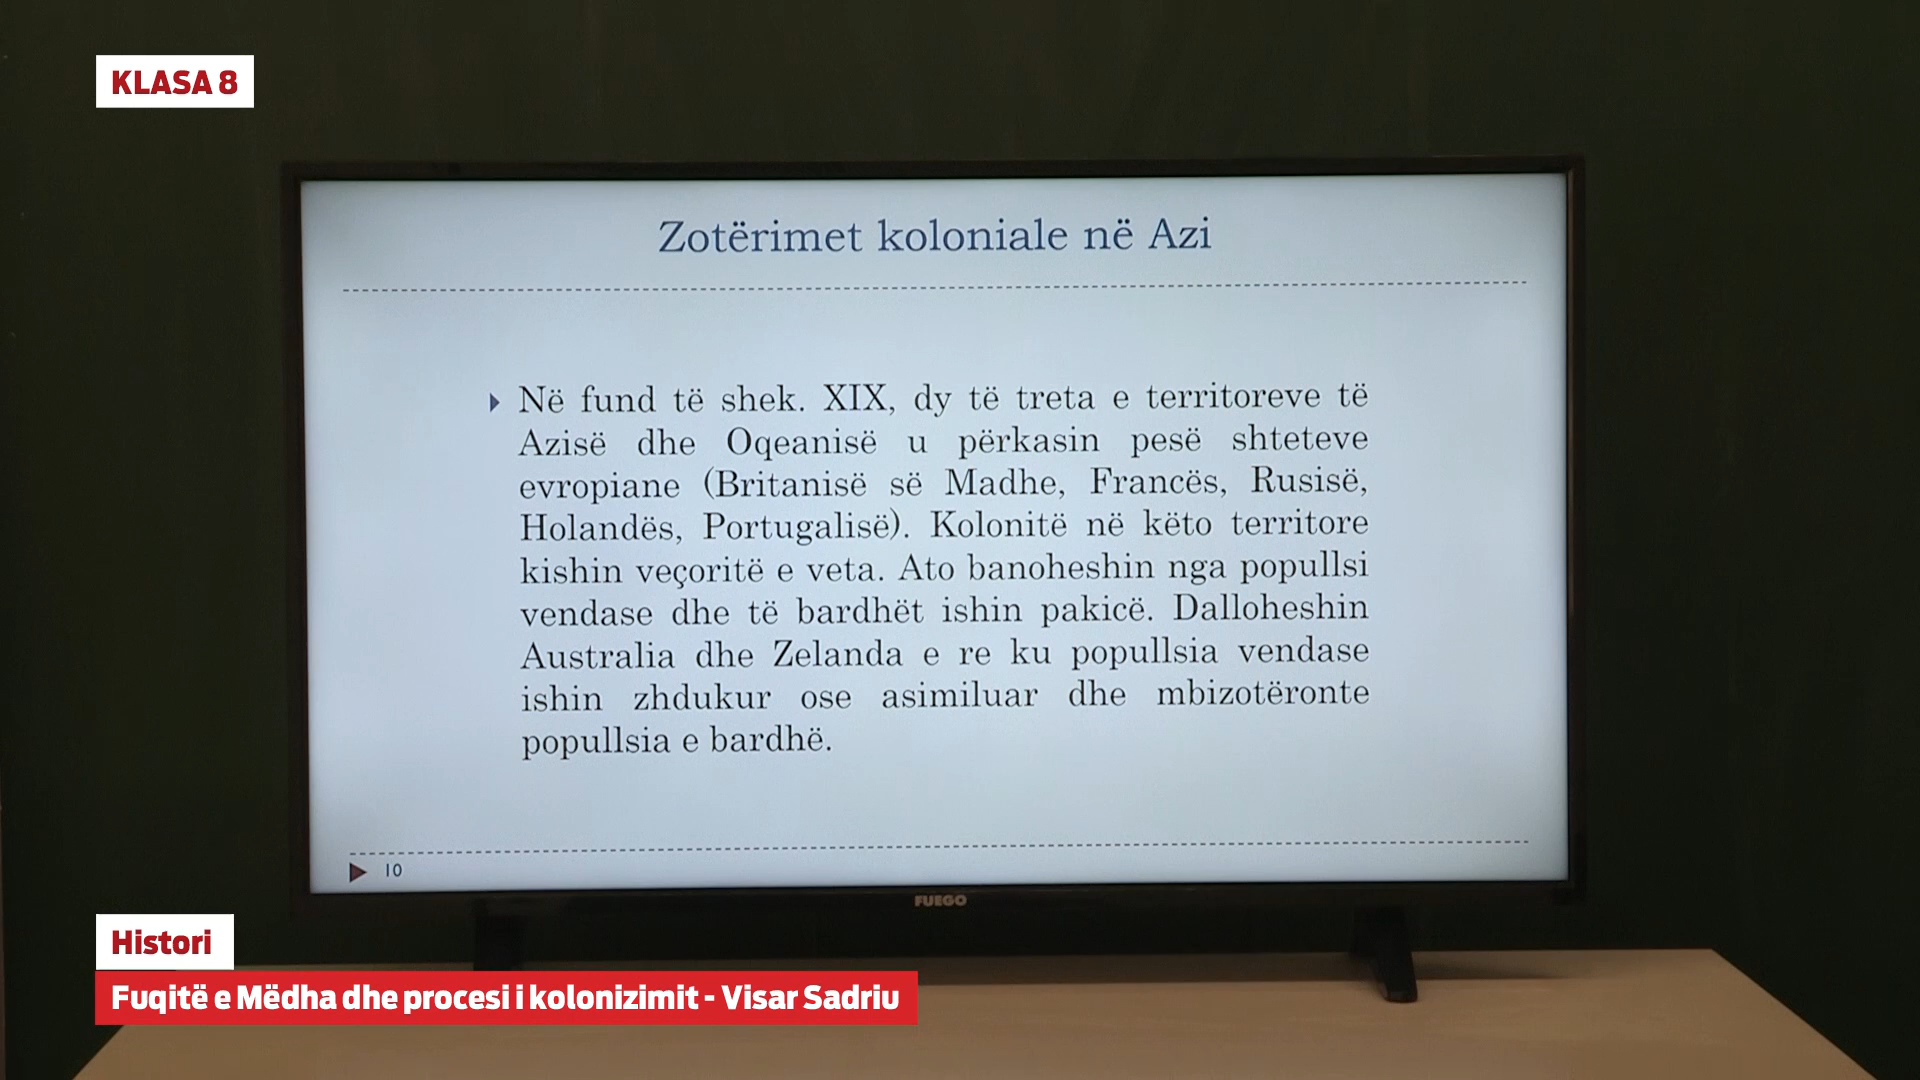 KLASA 8
Zotërimet koloniale në Azi
Në fund të shek. XIX, dy të treta e territoreve të
Azisë dhe Oqeanisë u përkasin pesë shteteve
evropiane (Britanisë së Madhe, Francës, Rusisë,
Holandës, Portugalisë). Kolonitë në këto territore
kishin veçoritë e veta. Ato banoheshin nga popullsi
vendase dhe të bardhët ishin pakicë. Dalloheshin
Australia dhe Zelanda e re ku popullsia vendase
ishin zhdukur ose asimiluar dhe mbizotëronte
popullsia e bardhë.
10
FUEGO
Histori
Fuqitë e Mëdha dhe procesi i kolonizimit - Visar Sadriu